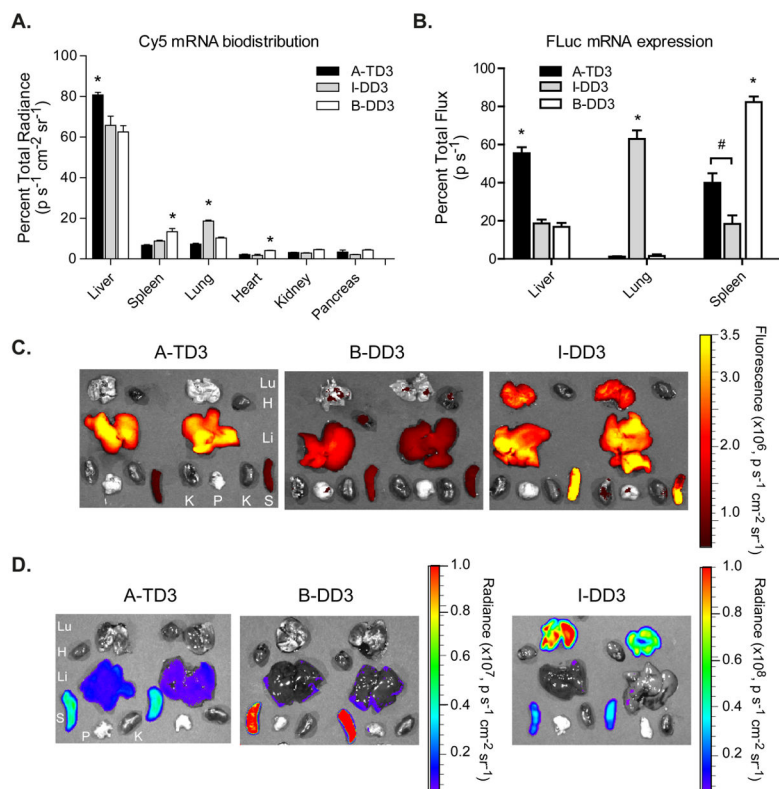 A.
Cy5 mRNA biodistribution
Percent Total Radiance
(p s-1 cm-2 sr-1)
100
80
60
40
20
0
A-TD3
I-DD3
B-DD3
*
*
*
*
Liver
Spleen
Lung
Heart
Kidney
Pancreas
B.
FLuc mRNA expression
Percent Total Flux
(p s-1)
100
80
60
40
20
0
A-TD3
I-DD3
B-DD3
*
*
#
*
Liver
Lung
Spleen
C.
A-TD3
B-DD3
I-DD3
Lu
H
Li
K P K S
3.5
3.0
2.5
2.0
1.5
1.0
Fluorescence (x10⁶, p s-1 cm-2 sr-1)
D.
A-TD3
B-DD3
I-DD3
Lu
H
Li
S
P K
1.0
0.8
0.6
0.4
0.2
Radiance (x10⁷, p s-1 cm-2 sr-1)
1.0
0.8
0.6
0.4
0.2
Radiance (x10⁸, p s-1 cm-2 sr-1)